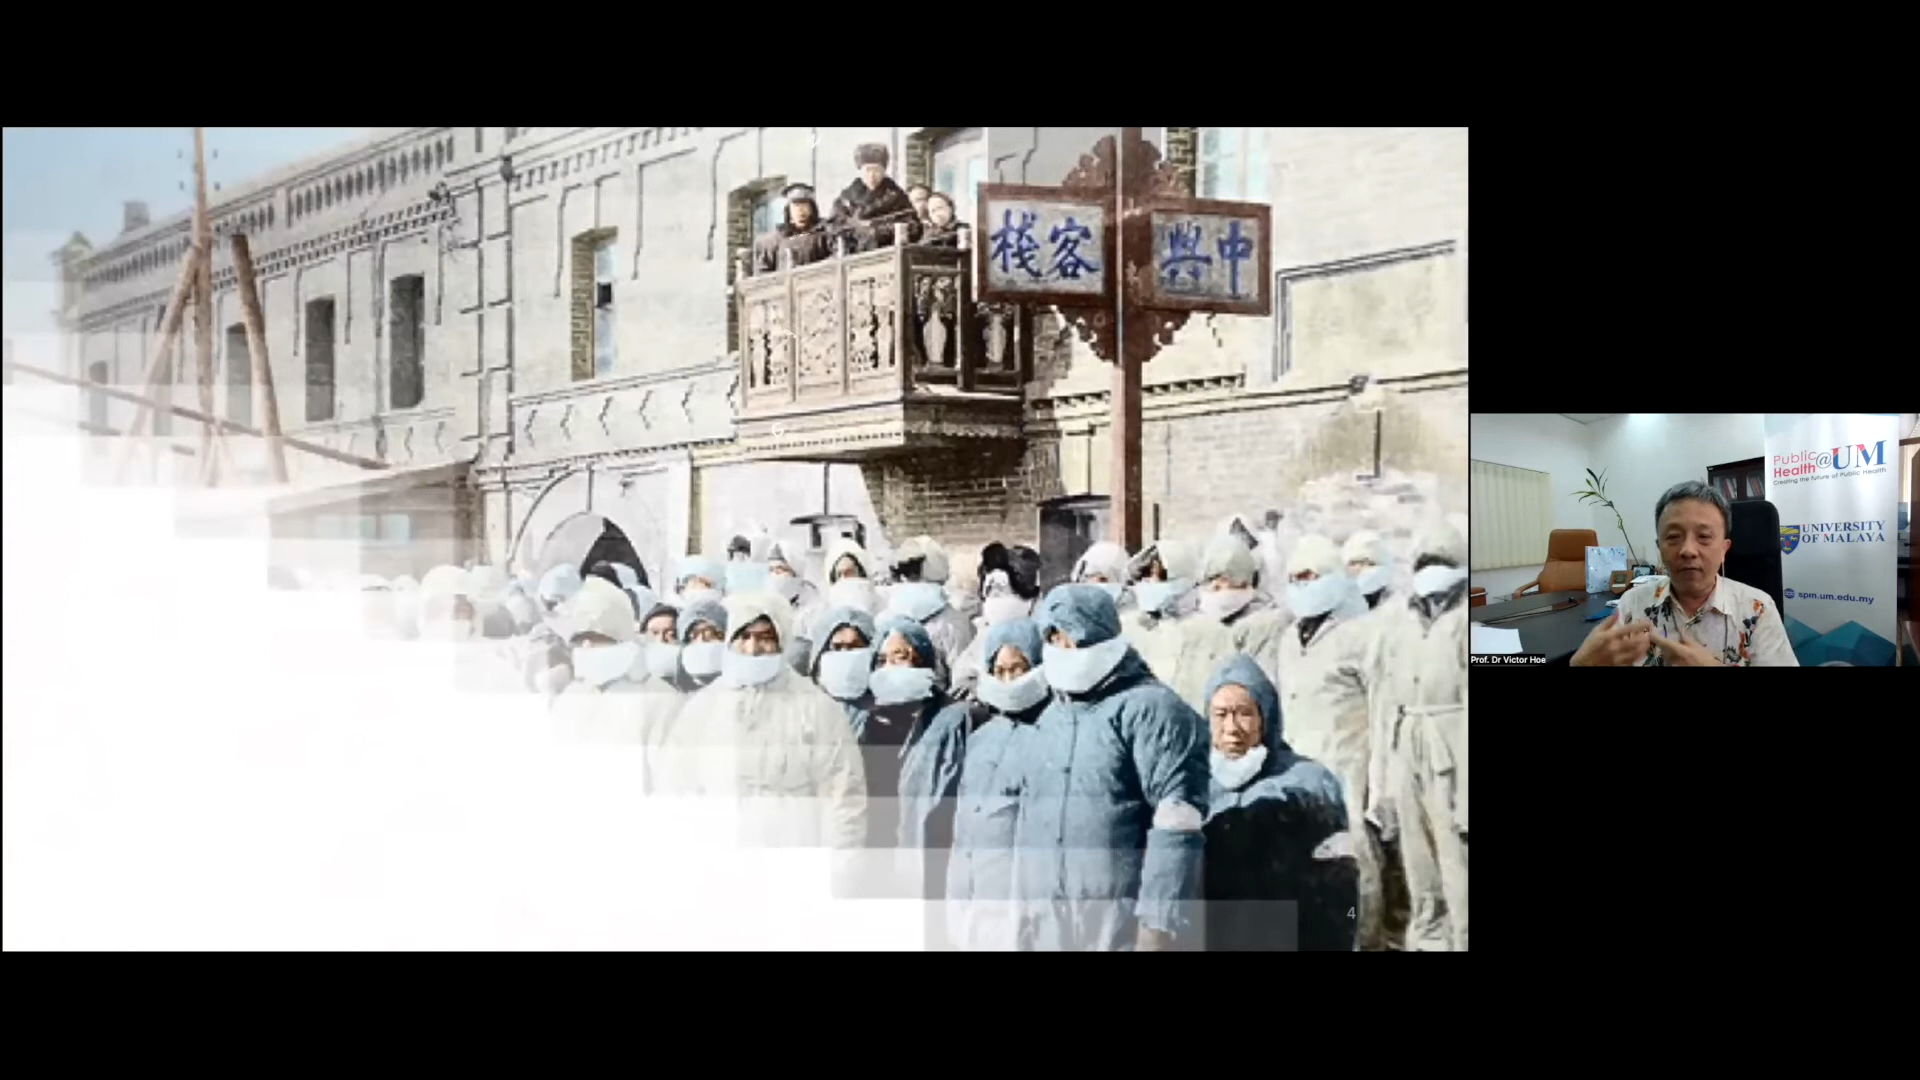 棧客 興中
4
Public Health @UM
Creating the future of Public Health
UNIVERSITY
OF MALAYA
spm.um.edu.my
Prof. Dr Victor Hoe